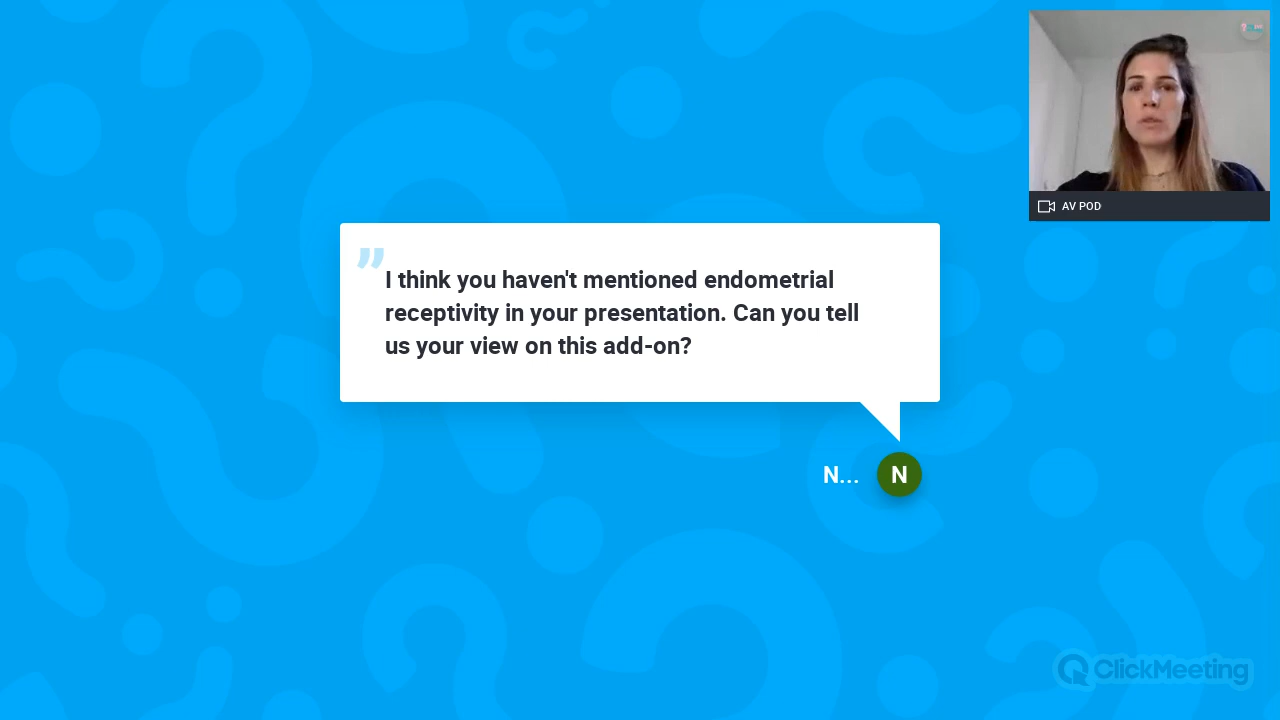 AV POD
I think you haven't mentioned endometrial
receptivity in your presentation. Can you tell
us your view on this add-on?
N...
N
ClickMeeting